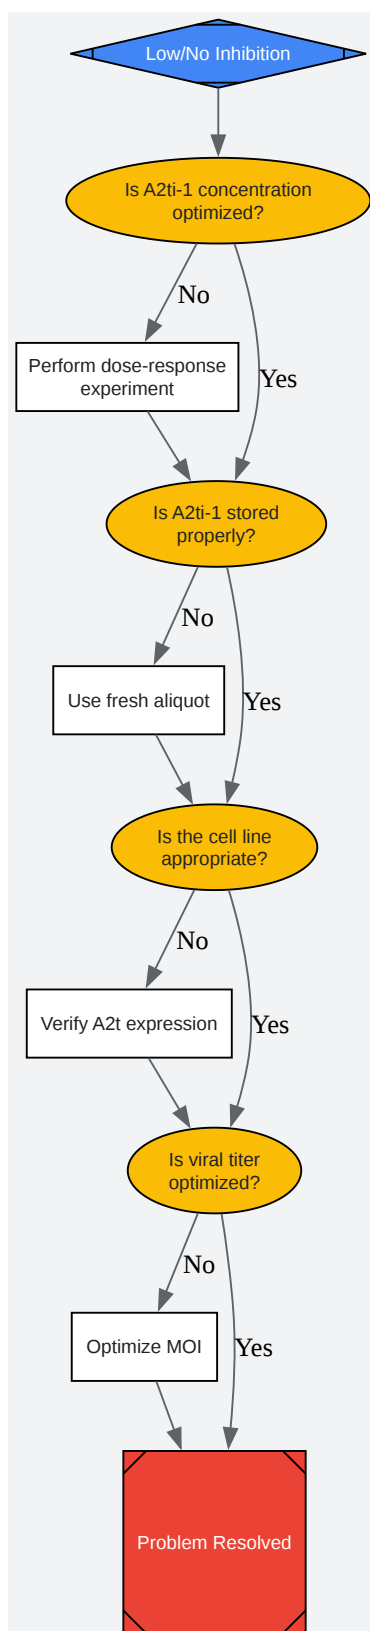 Low/No Inhibition
Is A2ti-1 concentration
optimized?
No
Perform dose-response
experiment
Yes
Is A2ti-1 stored
properly?
No
Use fresh aliquot
Yes
Is the cell line
appropriate?
No
Verify A2t expression
Yes
Is viral titer
optimized?
No
Optimize MOI
Yes
Problem Resolved